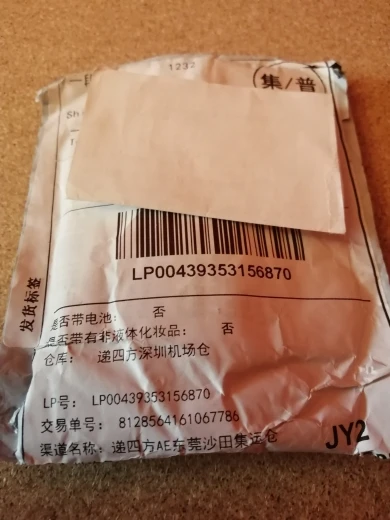 1232
集/普
Sh
LP00439353156870
发货标签
是否带电池： 否
是否带有非液体化妆品： 否
仓库： 递四方深圳机场仓
LP号： LP00439353156870
交易单号： 8128564161067786
渠道名称： 递四方AE东莞沙田集运仓
JY2